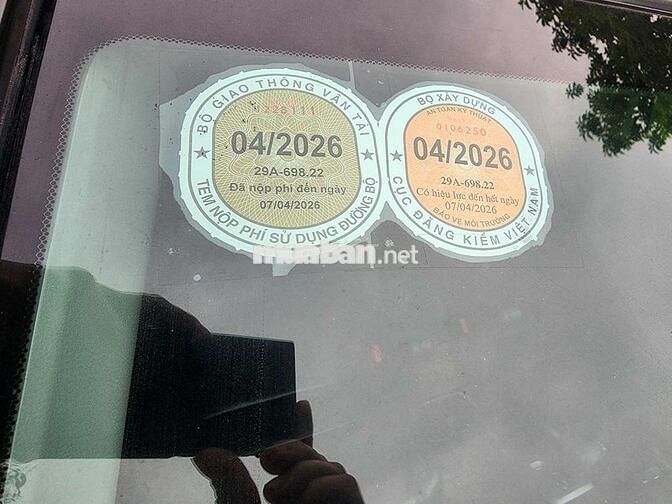 BỘ GIAO THÔNG VẬN TẢI
0228111
04/2026
29A-698.22
Đã nộp phí đến ngày
07/04/2026
TEM NỘP PHÍ SỬ DỤNG ĐƯỜNG BỘ
BỘ XÂY DỰNG
AN TOÀN KỸ THUẬT
0106250
04/2026
29A-698.22
Có hiệu lực đến hết ngày
07/04/2026
BẢO VỆ MÔI TRƯỜNG
CỤC ĐĂNG KIỂM VIỆT NAM
muaban.net